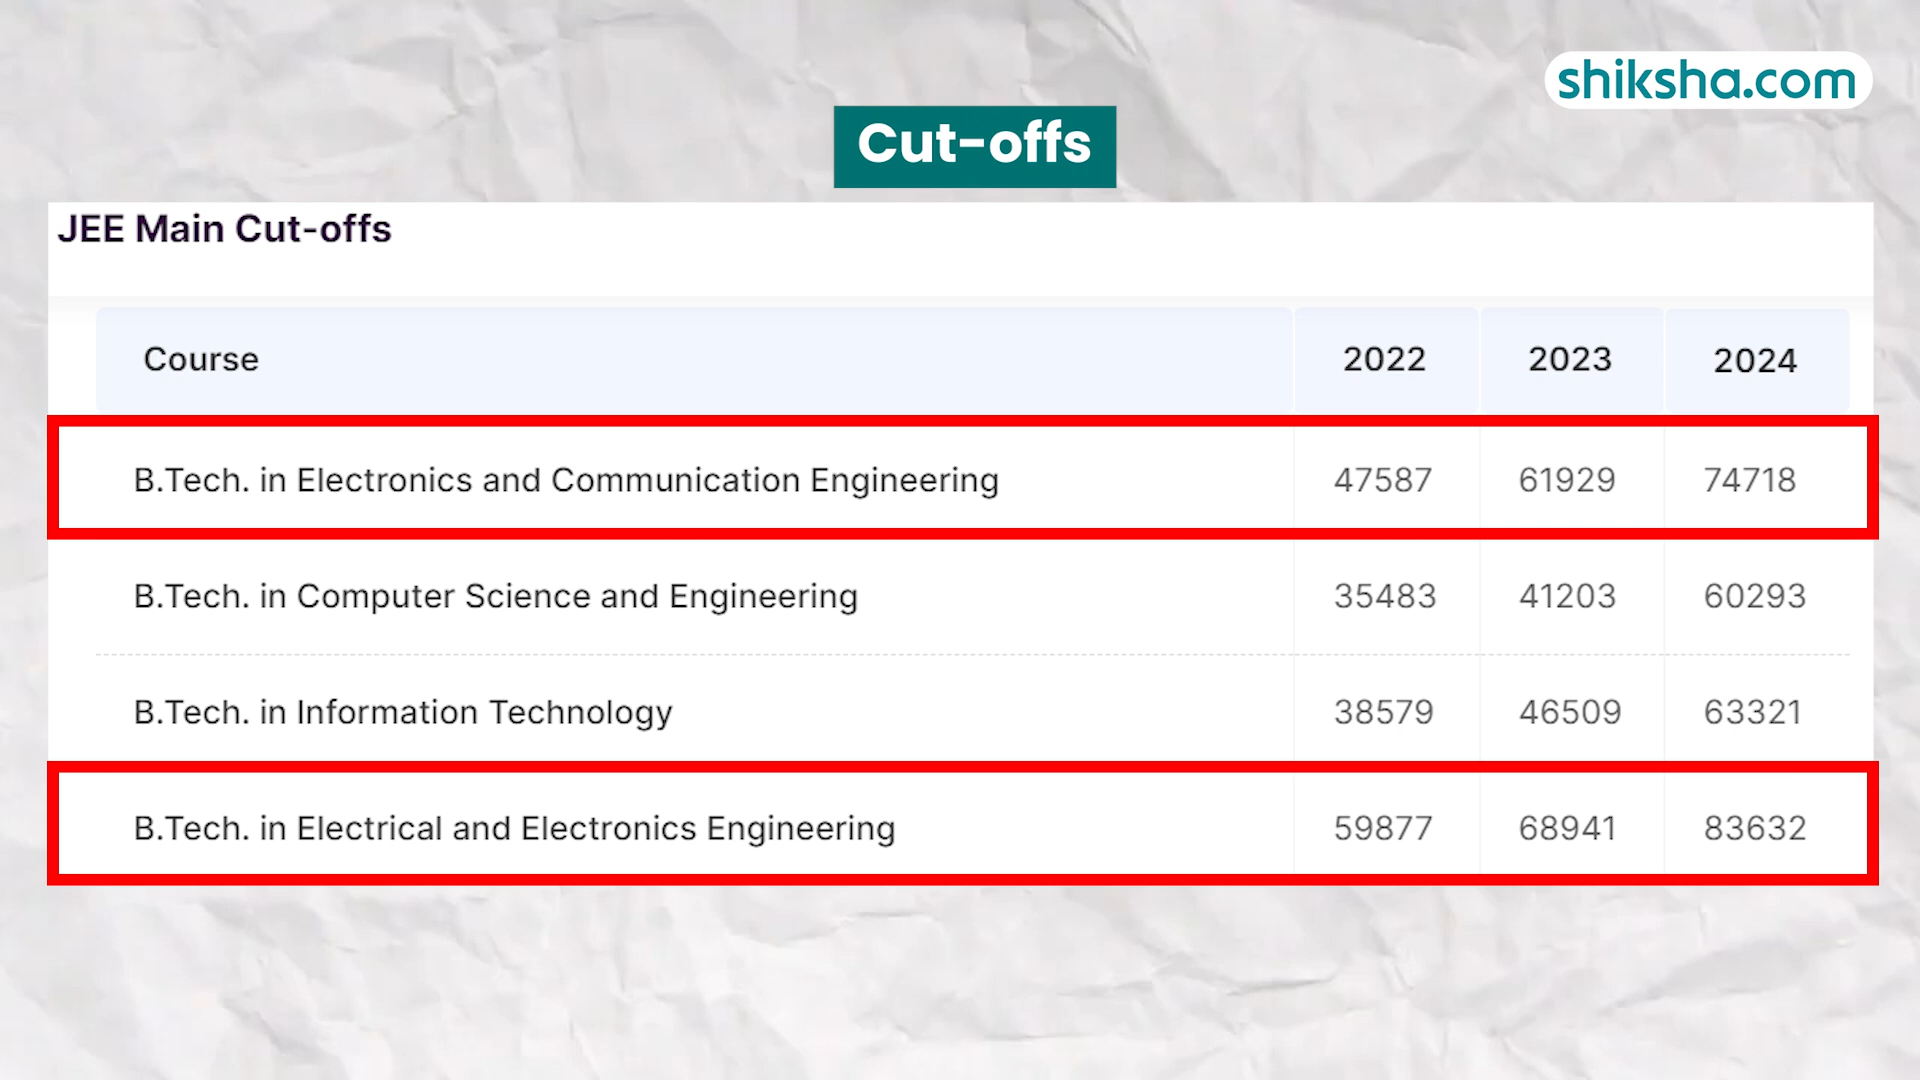 shiksha.com
Cut-offs
JEE Main Cut-offs
Course 2022 2023 2024
B.Tech. in Electronics and Communication Engineering 47587 61929 74718
B.Tech. in Computer Science and Engineering 35483 41203 60293
B.Tech. in Information Technology 38579 46509 63321
B.Tech. in Electrical and Electronics Engineering 59877 68941 83632